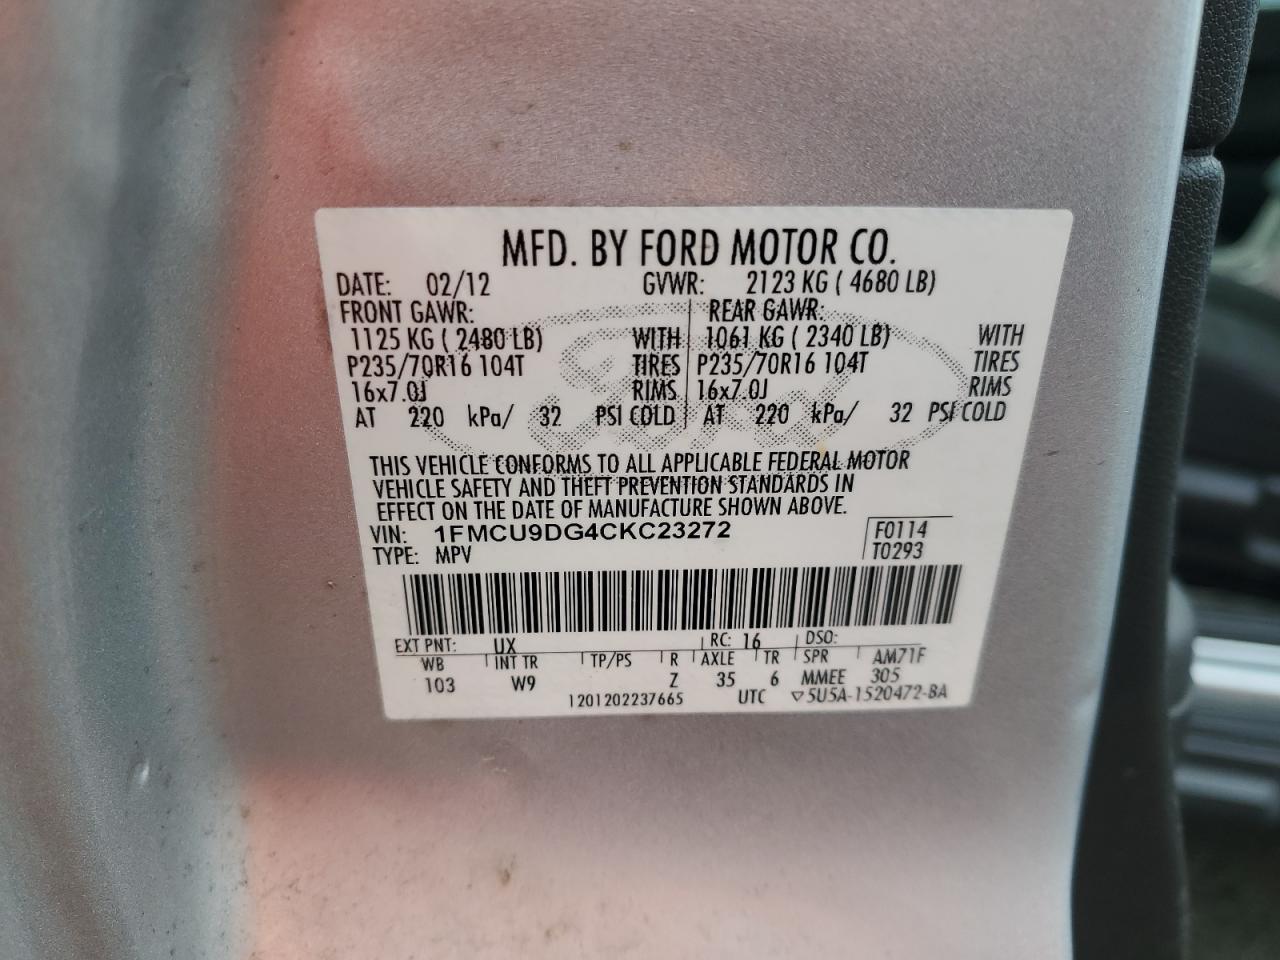 MFD. BY FORD MOTOR CO.
DATE: 02/12 GVWR: 2123 KG ( 4680 LB)
FRONT GAWR: REAR GAWR:
1125 KG ( 2480 LB) WITH 1061 KG ( 2340 LB) WITH
P235/70R16 104T TIRES P235/70R16 104T TIRES
16x7.0J RIMS 16x7.0J RIMS
AT 220 kPa/ 32 PSI COLD AT 220 kPa/ 32 PSI COLD
Ford
THIS VEHICLE CONFORMS TO ALL APPLICABLE FEDERAL MOTOR
VEHICLE SAFETY AND THEFT PREVENTION STANDARDS IN
EFFECT ON THE DATE OF MANUFACTURE SHOWN ABOVE.
VIN: 1FMCU9DG4CKC23272 F0114
TYPE: MPV T0293
EXT PNT: UX RC: 16 DSO:
WB INT TR TP/PS R AXLE TR SPR AM71F
103 W9 Z 35 6 MMEE 305
1201202237665 UTC ▽5U5A-1520472-BA